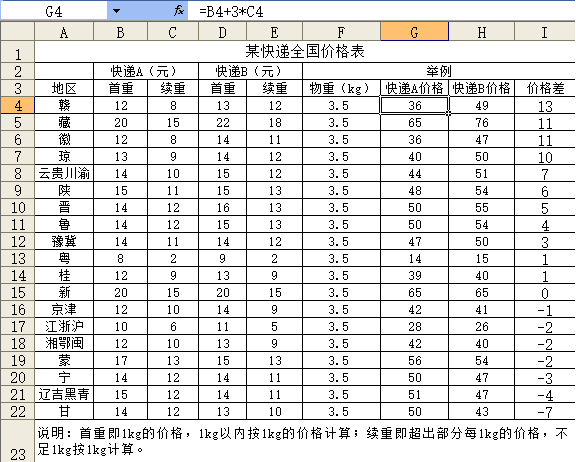 G4 fx =B4+3*C4
A B C D E F G H I
1 某快递全国价格表
2 快递A（元） 快递B（元） 举例
3 地区 首重 续重 首重 续重 物重（kg） 快递A价格 快递B价格 价格差
4 赣 12 8 13 12 3.5 36 49 13
5 藏 20 15 22 18 3.5 65 76 11
6 徽 12 8 14 11 3.5 36 47 11
7 琼 13 9 14 12 3.5 40 50 10
8 云贵川渝 14 10 15 12 3.5 44 51 7
9 陕 15 11 15 13 3.5 48 54 6
10 晋 14 12 16 13 3.5 50 55 5
11 鲁 14 12 15 13 3.5 50 54 4
12 豫冀 14 11 14 12 3.5 47 50 3
13 粤 8 2 9 2 3.5 14 15 1
14 桂 12 9 13 9 3.5 39 40 1
15 新 20 15 20 15 3.5 65 65 0
16 京津 12 10 14 9 3.5 42 41 -1
17 江浙沪 10 6 11 5 3.5 28 26 -2
18 湘鄂闽 12 10 13 9 3.5 42 40 -2
19 蒙 17 13 15 13 3.5 56 54 -2
20 宁 14 12 14 11 3.5 50 47 -3
21 辽吉黑青 15 12 14 11 3.5 51 47 -4
22 甘 14 12 13 10 3.5 50 43 -7
23 说明：首重即1kg的价格，1kg以内按1kg的价格计算；续重即超出部分每1kg的价格，不
足1kg按1kg计算。